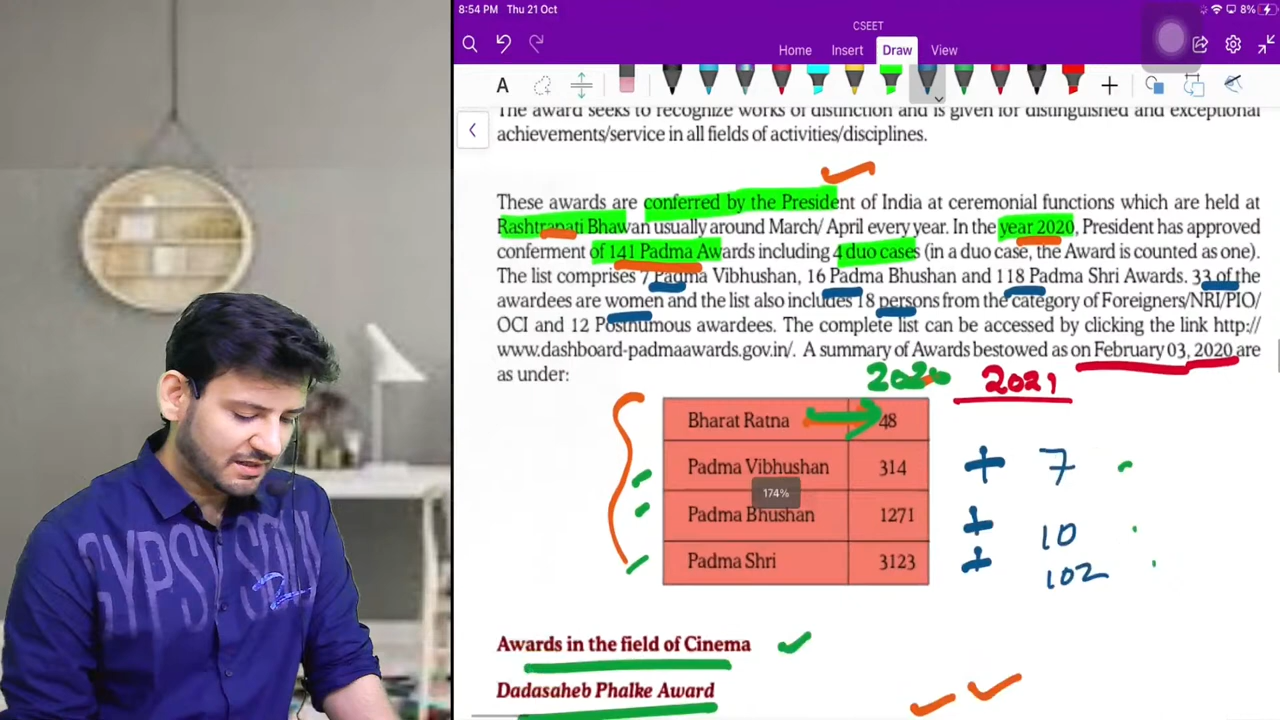 8:54 PM Thu 21 Oct
8%
CSEET
Home Insert Draw View
A
The award seeks to recognize works of distinction and is given for distinguished and exceptional
achievements/service in all fields of activities/disciplines.
These awards are conferred by the President of India at ceremonial functions which are held at
Rashtrapati Bhawan usually around March/ April every year. In the year 2020, President has approved
conferment of 141 Padma Awards including 4 duo cases (in a duo case, the Award is counted as one).
The list comprises 7 Padma Vibhushan, 16 Padma Bhushan and 118 Padma Shri Awards. 33 of the
awardees are women and the list also includes 18 persons from the category of Foreigners/NRI/PIO/
OCI and 12 Posthumous awardees. The complete list can be accessed by clicking the link http://
www.dashboard-padmaawards.gov.in/. A summary of Awards bestowed as on February 03, 2020 are
as under:
2020 2021
Bharat Ratna 48
Padma Vibhushan 314 + 7
174%
Padma Bhushan 1271 + 10
Padma Shri 3123 + 102
Awards in the field of Cinema
Dadasaheb Phalke Award
GYPSY SOUL